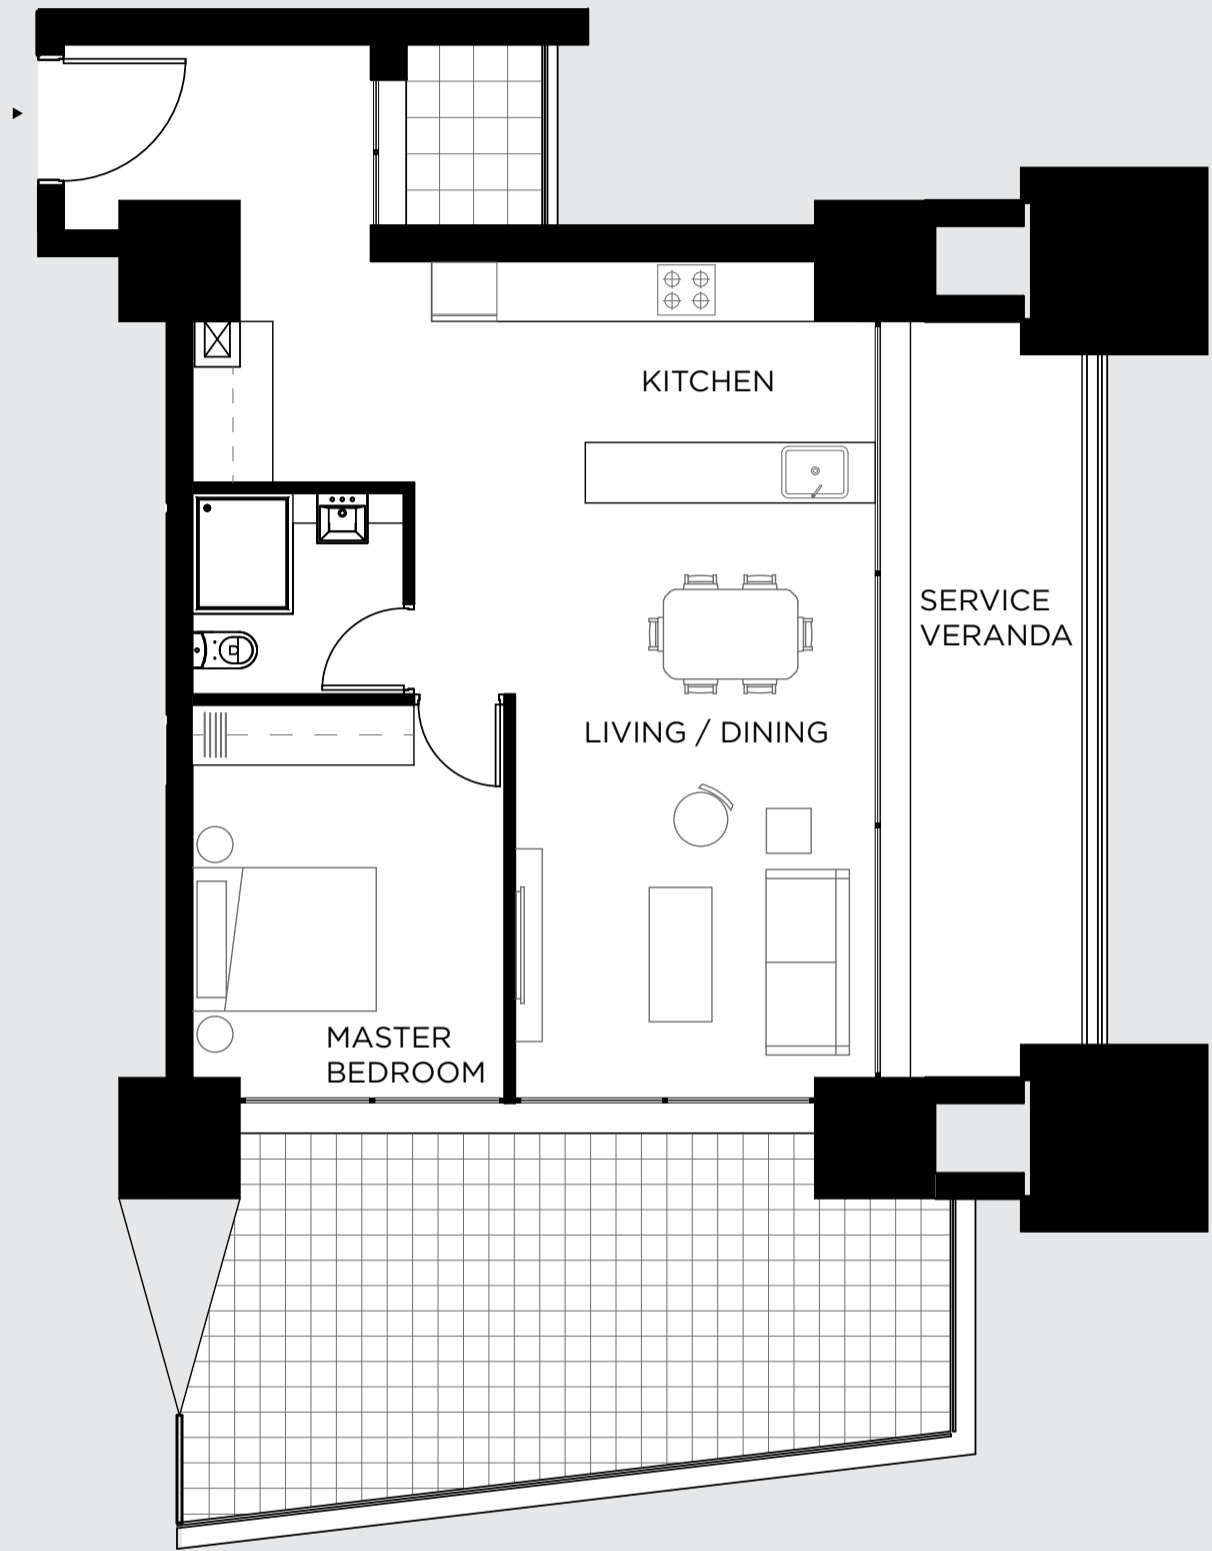 KITCHEN
SERVICE
VERANDA
LIVING / DINING
MASTER
BEDROOM